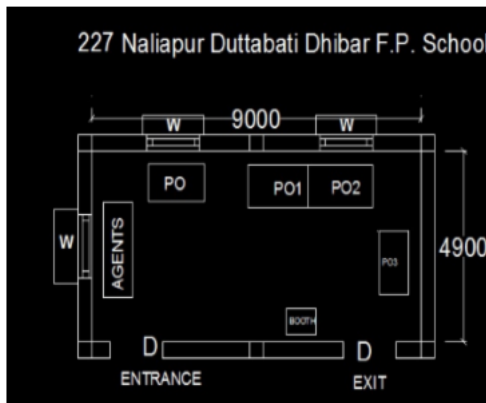 227 Naliapur Duttabati Dhibar F.P. School
W 9000 W
PO PO1 PO2
W
AGENTS
4900
PO3
BOOTH
D D
ENTRANCE EXIT